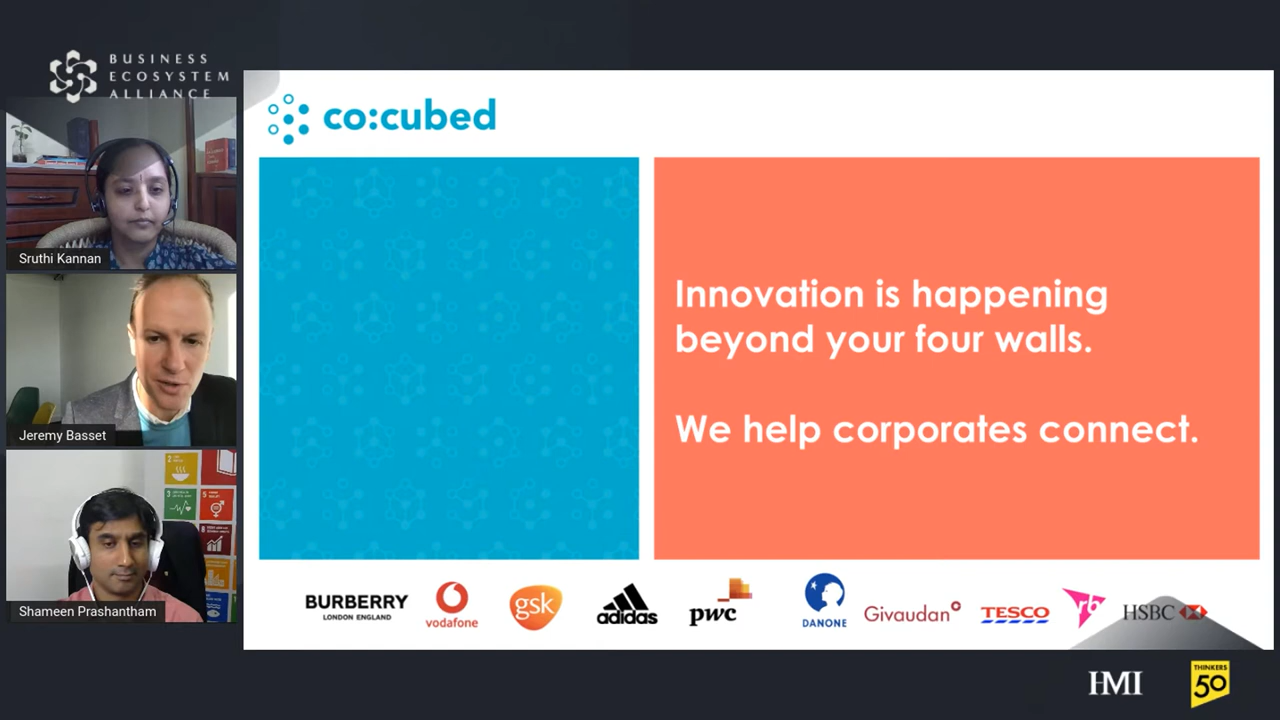 BUSINESS
ECOSYSTEM
ALLIANCE
Sruthi Kannan
Jeremy Basset
Shameen Prashantham
co:cubed
Innovation is happening
beyond your four walls.
We help corporates connect.
BURBERRY
LONDON ENGLAND
vodafone
gsk
adidas
pwc
DANONE
Givaudan
TESCO
rb
HSBC
HMI
THINKERS
50